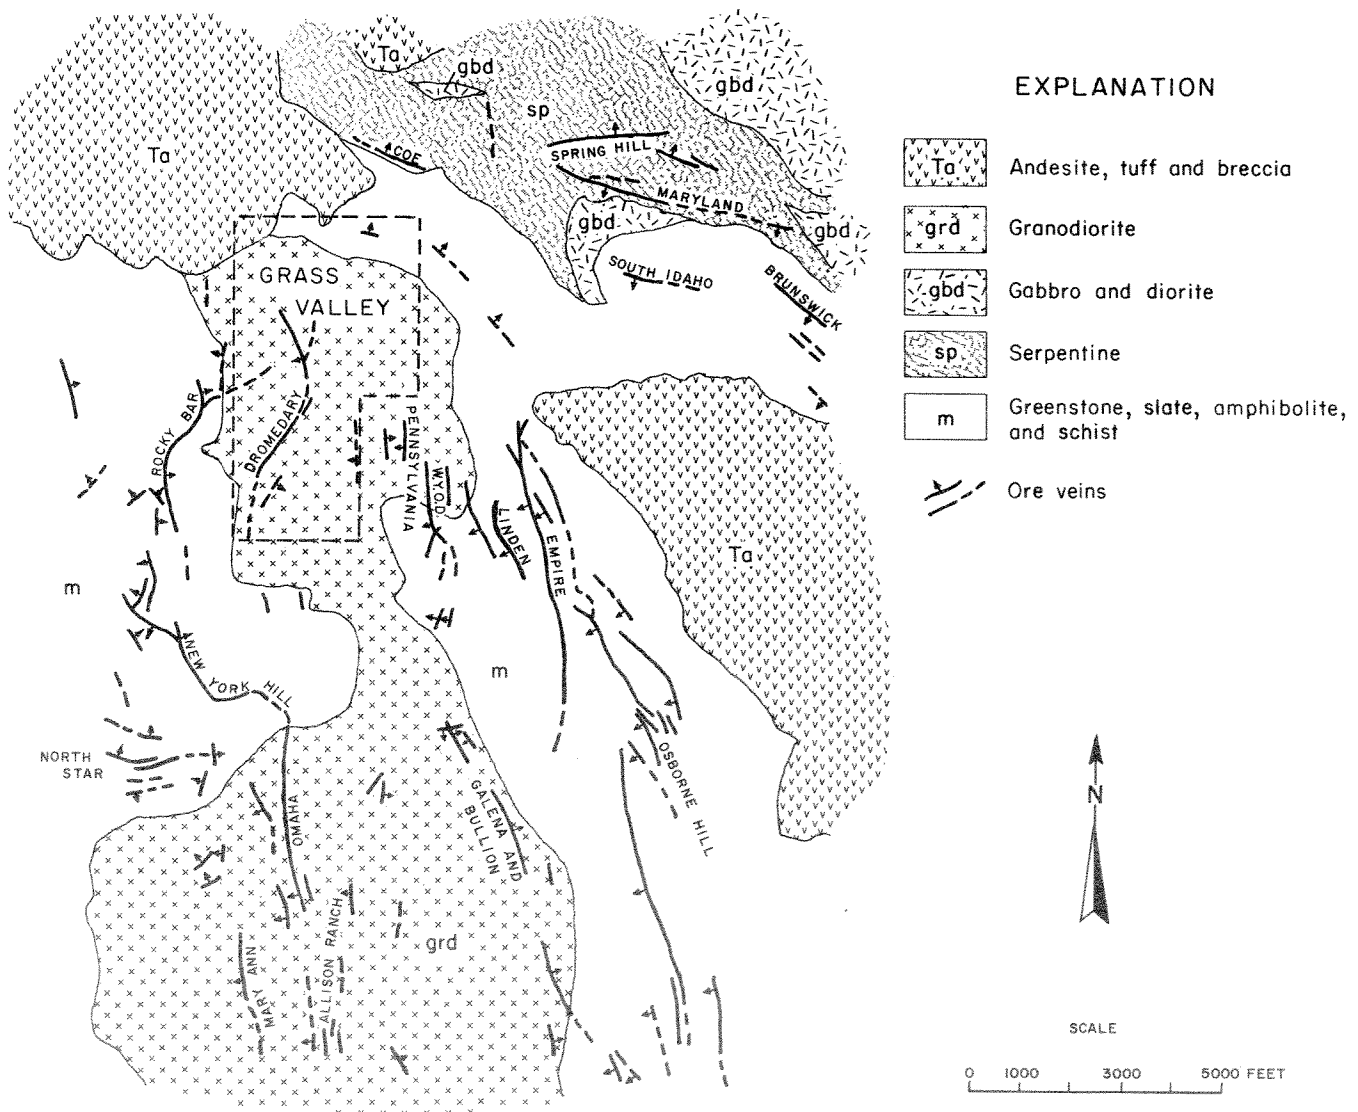 Ta
gbd
sp
gbd
Ta
COE
SPRING HILL
MARYLAND
gbd
gbd
GRASS
VALLEY
SOUTH IDAHO
BRUNSWICK
ROCKY BAR
DROMEDARY
PENNSYLVANIA
W.Y.O.D.
LINDEN
EMPIRE
Ta
m
m
NEW YORK HILL
NORTH
STAR
OMAHA
GALENA AND
BULLION
OSBORNE HILL
MARY ANN
ALLISON RANCH
grd
EXPLANATION
Ta Andesite, tuff and breccia
grd Granodiorite
gbd Gabbro and diorite
sp Serpentine
m Greenstone, slate, amphibolite,
and schist
Ore veins
N
SCALE
0 1000 3000 5000 FEET